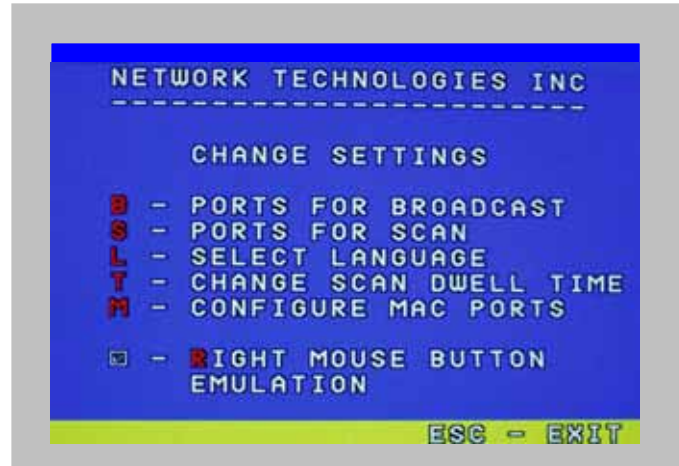 NETWORK TECHNOLOGIES INC
---------------------------
CHANGE SETTINGS
B - PORTS FOR BROADCAST
S - PORTS FOR SCAN
L - SELECT LANGUAGE
T - CHANGE SCAN DWELL TIME
M - CONFIGURE MAC PORTS
- RIGHT MOUSE BUTTON
EMULATION
ESC - EXIT